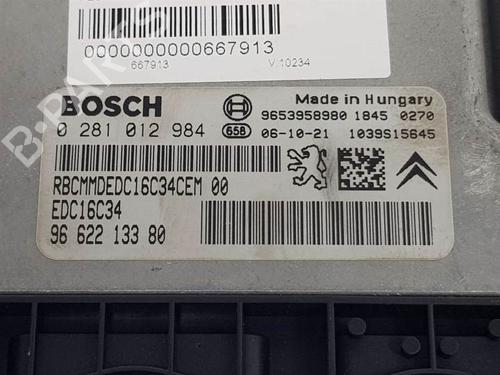 0000000000667913
667913 V.10234
BOSCH
Made in Hungary
9653958980 1845 0270
0 281 012 984 658 06-10-21 1039S15645
RBCMMDEDC16C34CEM 00
EDC16C34
96 622 133 80
B-PARTS